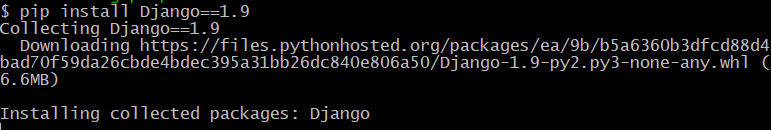 $ pip install Django==1.9
Collecting Django==1.9
  Downloading https://files.pythonhosted.org/packages/ea/9b/b5a6360b3dfcd88d4
bad70f59da26cbde4bdec395a31bb26dc840e806a50/Django-1.9-py2.py3-none-any.whl (
6.6MB)
Installing collected packages: Django